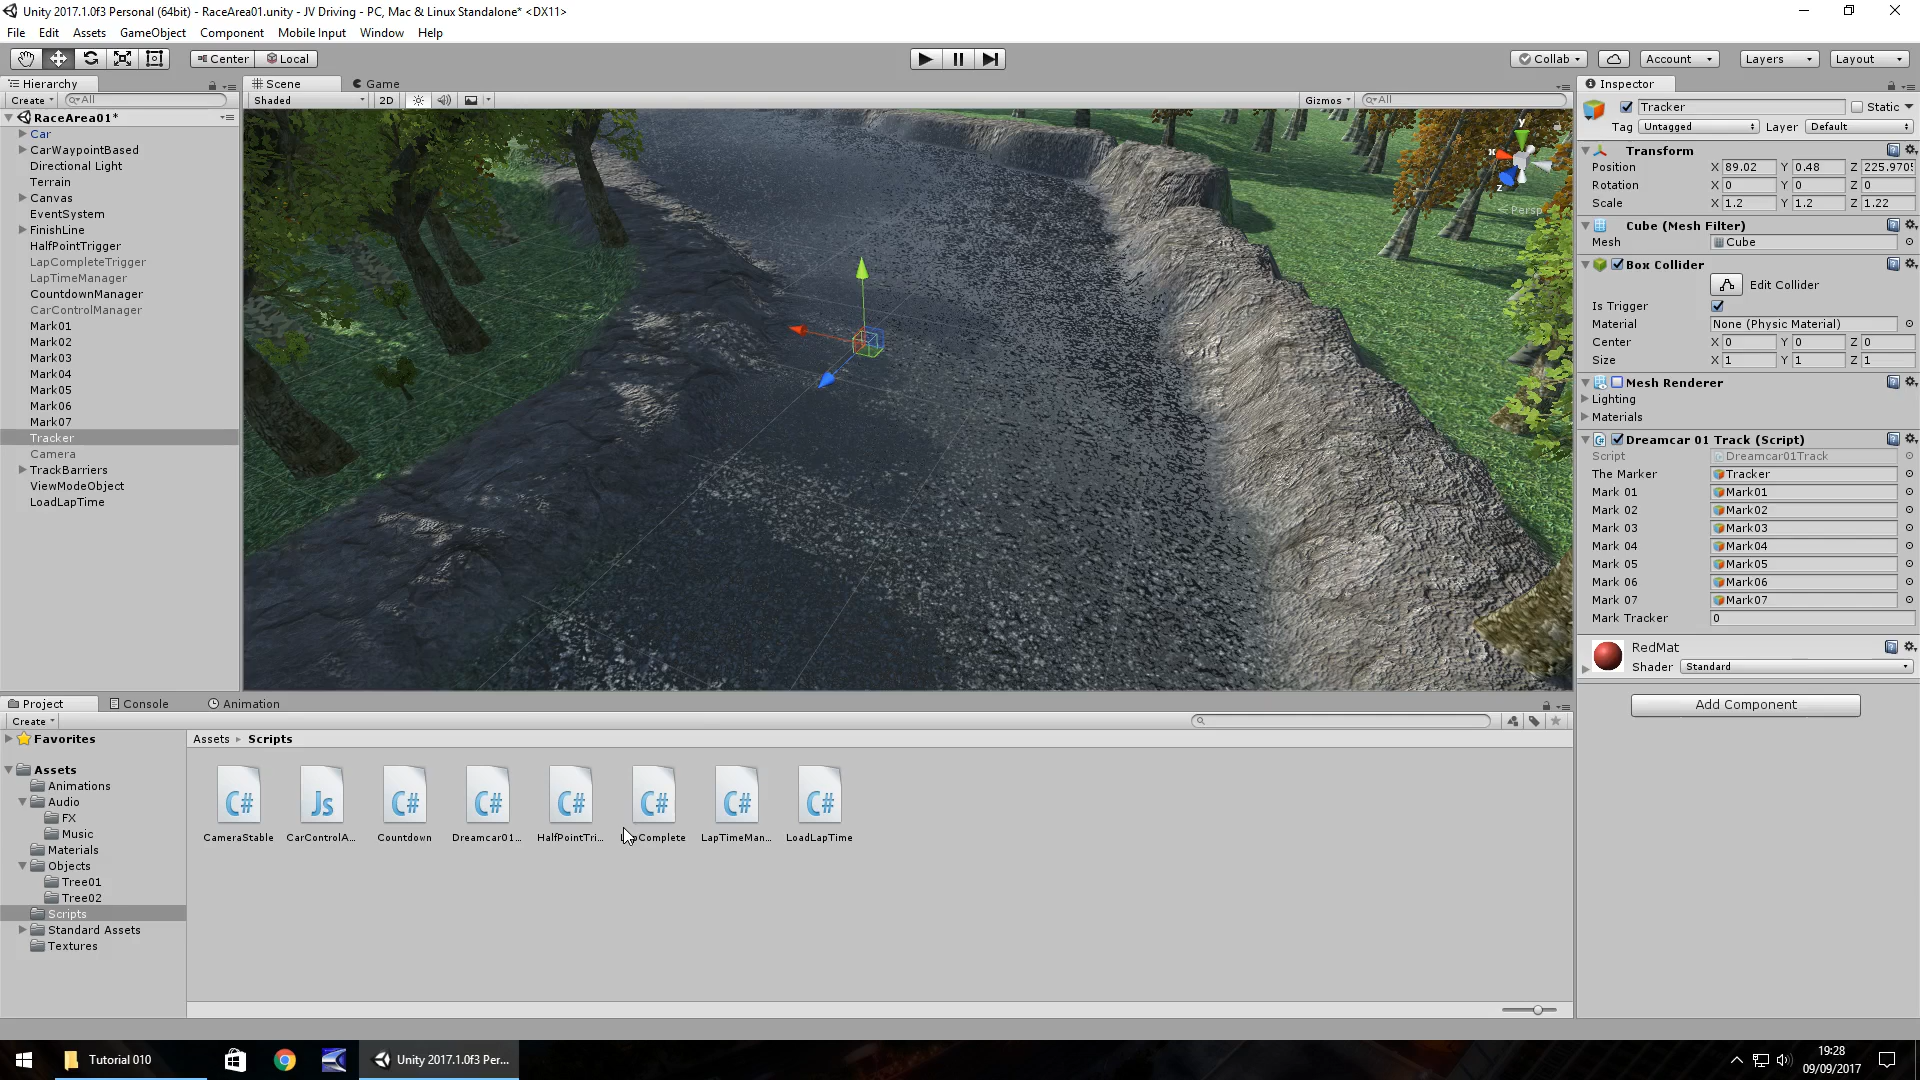 Unity 2017.1.0f3 Personal (64bit) - RaceArea01.unity - JV Driving - PC, Mac & Linux Standalone* <DX11>
File Edit Assets GameObject Component Mobile Input Window Help
Center Local Collab Account Layers Layout
Hierarchy
Create All
RaceArea01*
Car
CarWaypointBased
Directional Light
Terrain
Canvas
EventSystem
FinishLine
HalfPointTrigger
LapCompleteTrigger
LapTimeManager
CountdownManager
CarControlManager
Mark01
Mark02
Mark03
Mark04
Mark05
Mark06
Mark07
Tracker
Camera
TrackBarriers
ViewModeObject
LoadLapTime
Scene Game
Shaded 2D Gizmos All
y
x
z
Persp
Inspector
Tracker Static
Tag Untagged Layer Default
Transform
Position X 89.02 Y 0.48 Z 225.970
Rotation X 0 Y 0 Z 0
Scale X 1.2 Y 1.2 Z 1.22
Cube (Mesh Filter)
Mesh Cube
Box Collider
Edit Collider
Is Trigger
Material None (Physic Material)
Center X 0 Y 0 Z 0
Size X 1 Y 1 Z 1
Mesh Renderer
Lighting
Materials
Dreamcar 01 Track (Script)
Script Dreamcar01Track
The Marker Tracker
Mark 01 Mark01
Mark 02 Mark02
Mark 03 Mark03
Mark 04 Mark04
Mark 05 Mark05
Mark 06 Mark06
Mark 07 Mark07
Mark Tracker 0
RedMat
Shader Standard
Add Component
Project Console Animation
Create
Favorites
Assets
Animations
Audio
FX
Music
Materials
Objects
Tree01
Tree02
Scripts
Standard Assets
Textures
Assets Scripts
C# Js C# C# C# C# C# C#
CameraStable CarControlA... Countdown Dreamcar01... HalfPointTri... Complete LapTimeMan... LoadLapTime
Tutorial 010
Unity 2017.1.0f3 Per...
19:28
09/09/2017